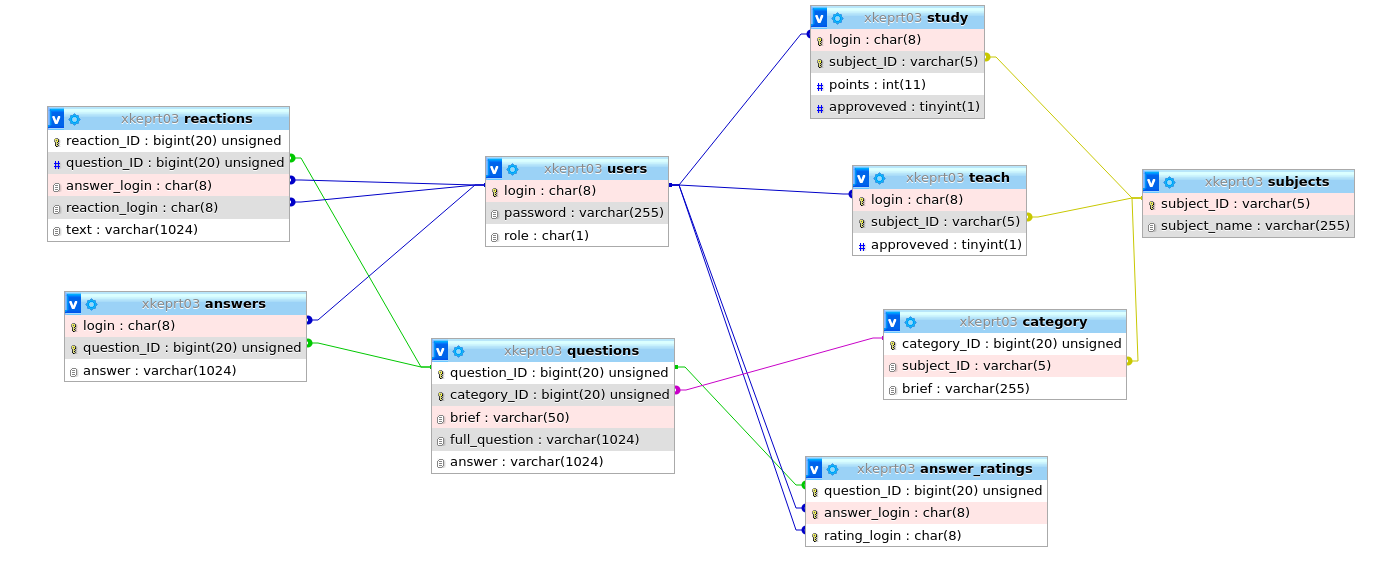 v xkeprt03 study
login : char(8)
subject_ID : varchar(5)
# points : int(11)
# approveved : tinyint(1)
v xkeprt03 reactions
reaction_ID : bigint(20) unsigned
# question_ID : bigint(20) unsigned
answer_login : char(8)
reaction_login : char(8)
text : varchar(1024)
v xkeprt03 users
login : char(8)
password : varchar(255)
role : char(1)
v xkeprt03 teach
login : char(8)
subject_ID : varchar(5)
# approveved : tinyint(1)
v xkeprt03 subjects
subject_ID : varchar(5)
subject_name : varchar(255)
v xkeprt03 answers
login : char(8)
question_ID : bigint(20) unsigned
answer : varchar(1024)
v xkeprt03 questions
question_ID : bigint(20) unsigned
category_ID : bigint(20) unsigned
brief : varchar(50)
full_question : varchar(1024)
answer : varchar(1024)
v xkeprt03 category
category_ID : bigint(20) unsigned
subject_ID : varchar(5)
brief : varchar(255)
v xkeprt03 answer_ratings
question_ID : bigint(20) unsigned
answer_login : char(8)
rating_login : char(8)